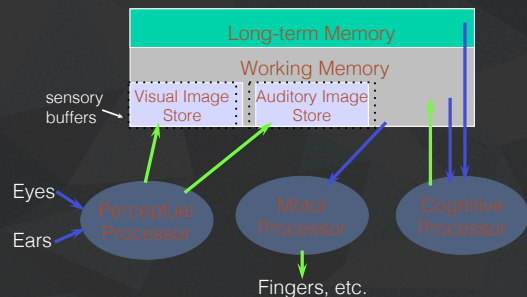 Long-term Memory
Working Memory
sensory
buffers
Visual Image
Store
Auditory Image
Store
Eyes
Ears
Perceptual
Processor
Motor
Processor
Cognitive
Processor
Fingers, etc.